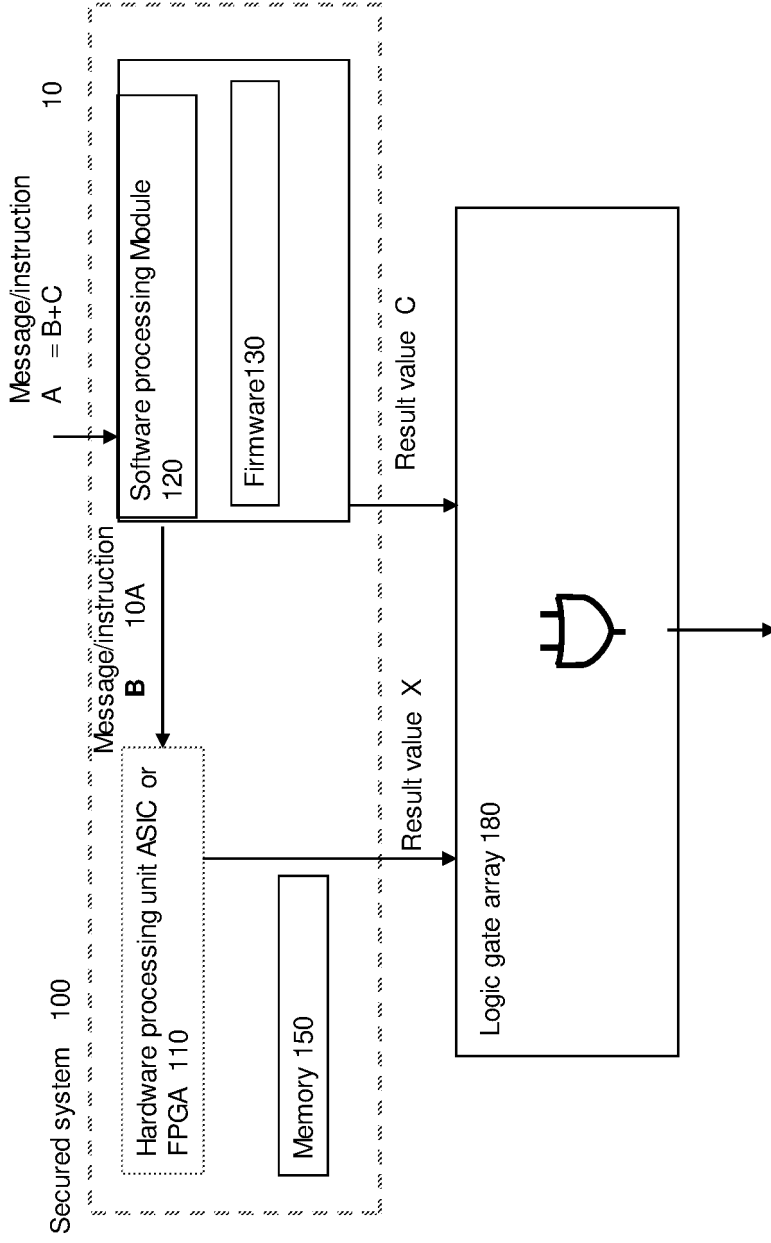 Secured system 100
Message/instruction
A = B+C
10
Hardware processing unit ASIC or
FPGA 110
Message/instruction
B 10A
Software processing Module
120
Firmware130
Memory 150
Result value X
Result value C
Logic gate array 180